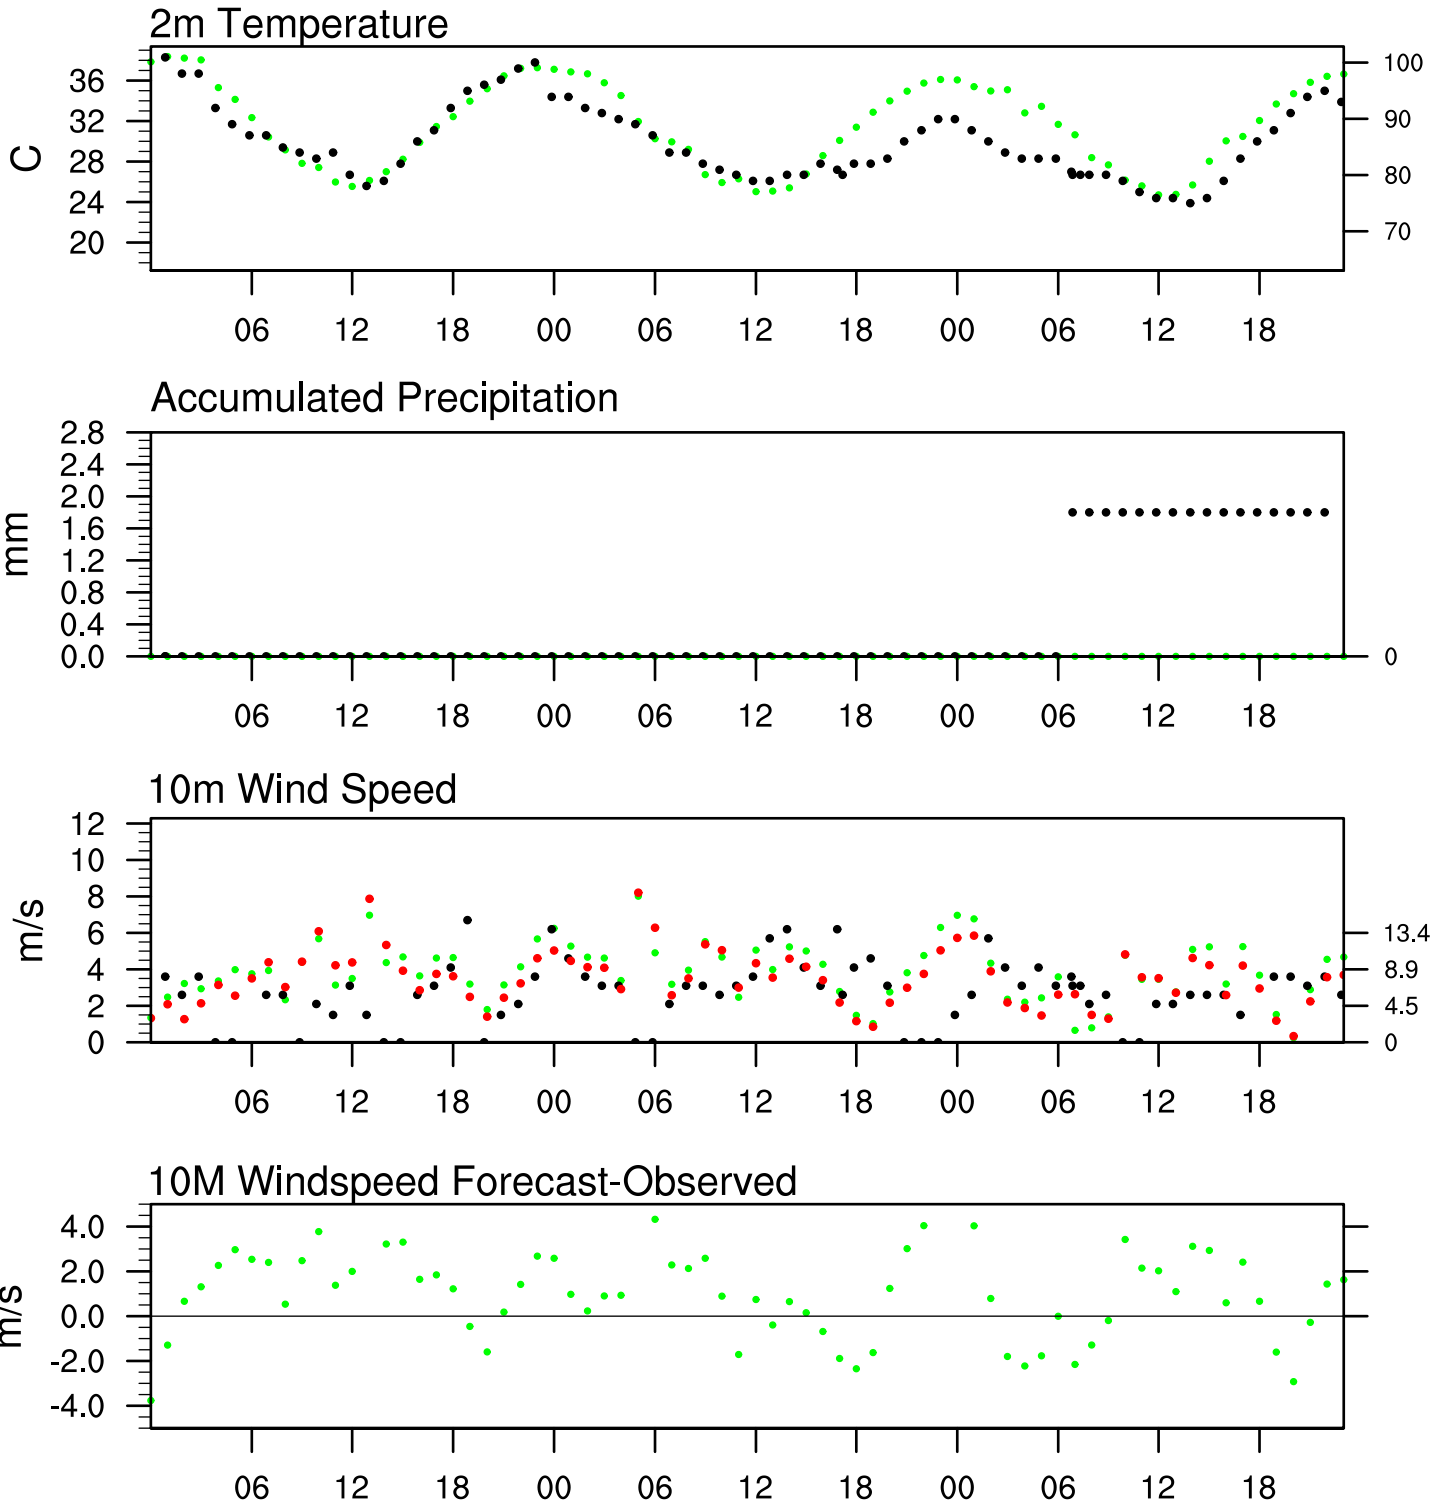 2m Temperature
C
36
32
28
24
20
100
90
80
70
06 12 18 00 06 12 18 00 06 12 18
Accumulated Precipitation
mm
2.8
2.4
2.0
1.6
1.2
0.8
0.4
0.0
0
06 12 18 00 06 12 18 00 06 12 18
10m Wind Speed
m/s
12
10
8
6
4
2
0
13.4
8.9
4.5
0
06 12 18 00 06 12 18 00 06 12 18
10M Windspeed Forecast-Observed
m/s
4.0
2.0
0.0
-2.0
-4.0
06 12 18 00 06 12 18 00 06 12 18